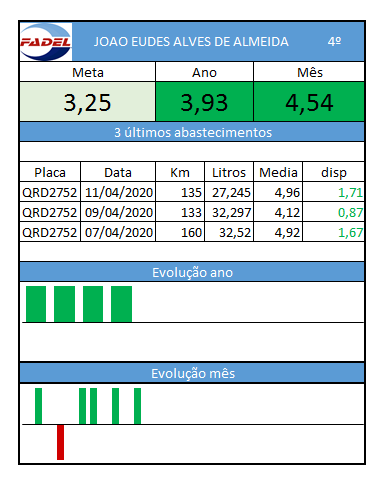 FADEL JOAO EUDES ALVES DE ALMEIDA 4º
Meta Ano Mês
3,25 3,93 4,54
3 últimos abastecimentos
Placa Data Km Litros Media disp
QRD2752 11/04/2020 135 27,245 4,96 1,71
QRD2752 09/04/2020 133 32,297 4,12 0,87
QRD2752 07/04/2020 160 32,52 4,92 1,67
Evolução ano
Evolução mês